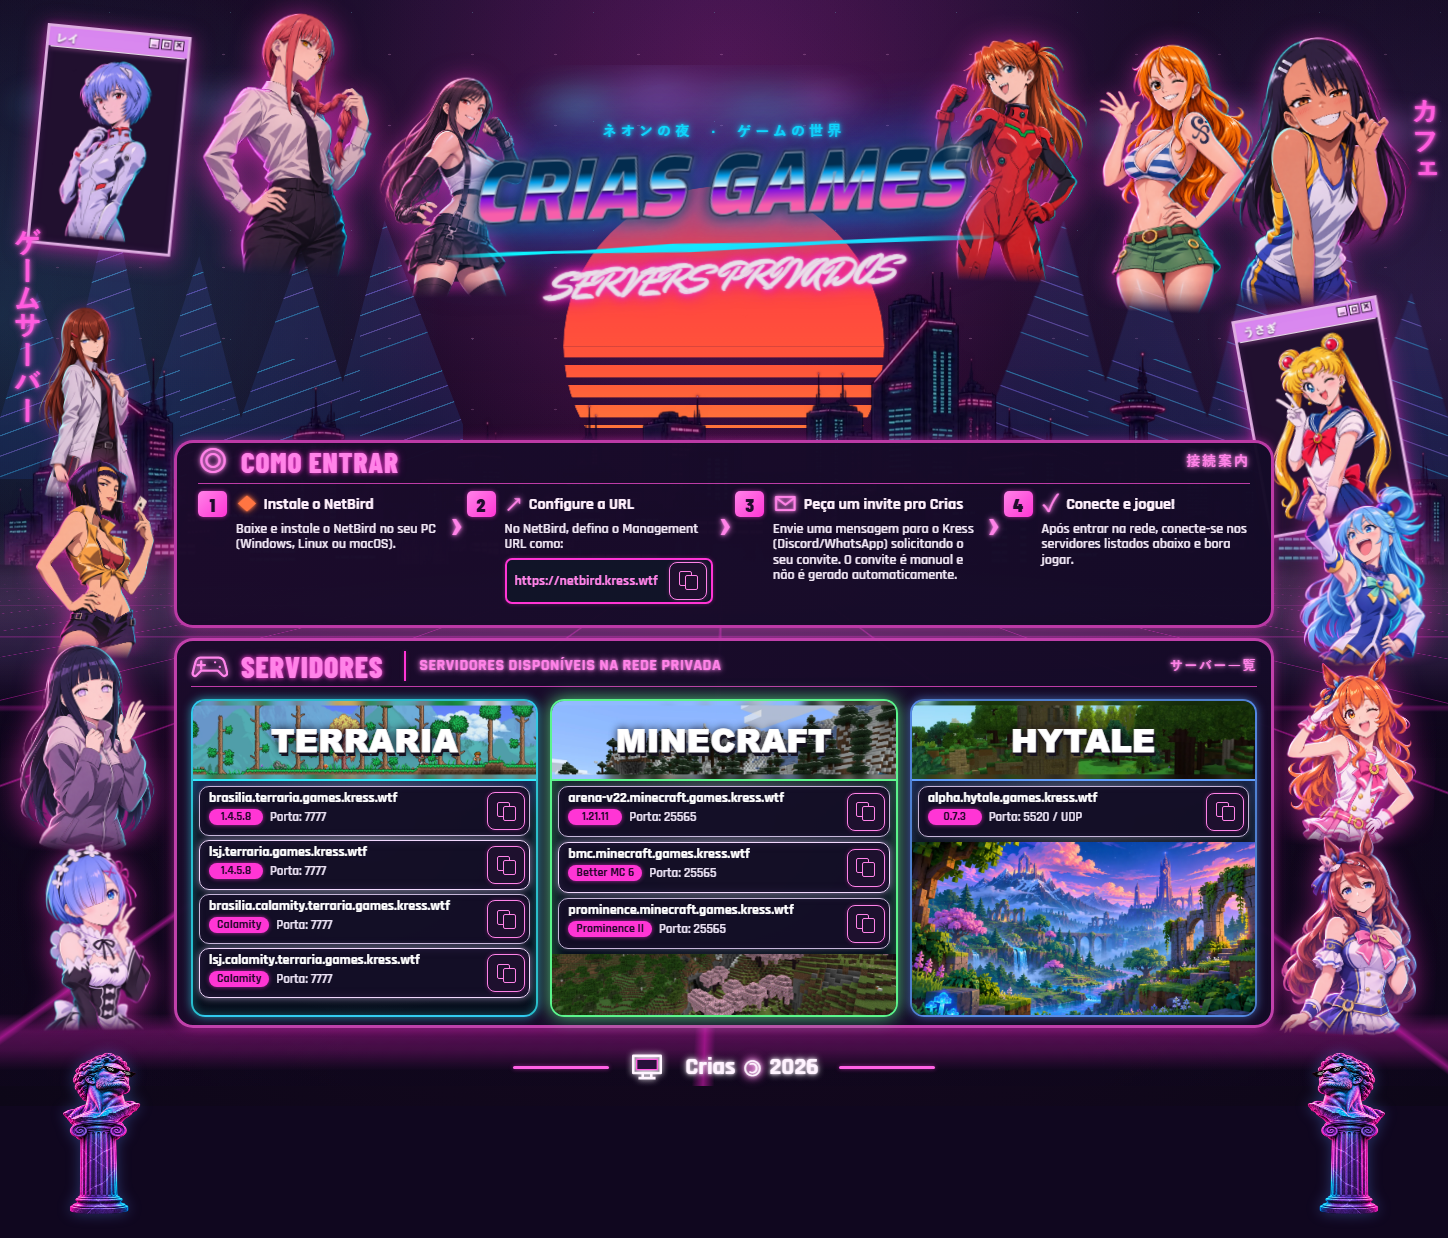 レイ
ネオンの夜 · ゲームの世界
CRIAS GAMES
SERVERS PRIVADOS
カフェ
ゲームサーバー
うさぎ
COMO ENTRAR
接続案内
1
Instale o NetBird
Baixe e instale o NetBird no seu PC
(Windows, Linux ou macOS).
2
Configure a URL
No NetBird, defina o Management
URL como:
https://netbird.kress.wtf
3
Peça um invite pro Crias
Envie uma mensagem para o Kress
(Discord/WhatsApp) solicitando o
seu convite. O convite é manual e
não é gerado automaticamente.
4
Conecte e jogue!
Após entrar na rede, conecte-se nos
servidores listados abaixo e bora
jogar.
SERVIDORES
SERVIDORES DISPONÍVEIS NA REDE PRIVADA
サーバー一覧
TERRARIA
brasilia.terraria.games.kress.wtf
1.4.5.8 Porta: 7777
lsj.terraria.games.kress.wtf
1.4.5.8 Porta: 7777
brasilia.calamity.terraria.games.kress.wtf
Calamity Porta: 7777
lsj.calamity.terraria.games.kress.wtf
Calamity Porta: 7777
MINECRAFT
arena-v22.minecraft.games.kress.wtf
1.21.11 Porta: 25565
bmc.minecraft.games.kress.wtf
Better MC 6 Porta: 25565
prominence.minecraft.games.kress.wtf
Prominence II Porta: 25565
HYTALE
alpha.hytale.games.kress.wtf
0.7.3 Porta: 5520 / UDP
Crias 2026